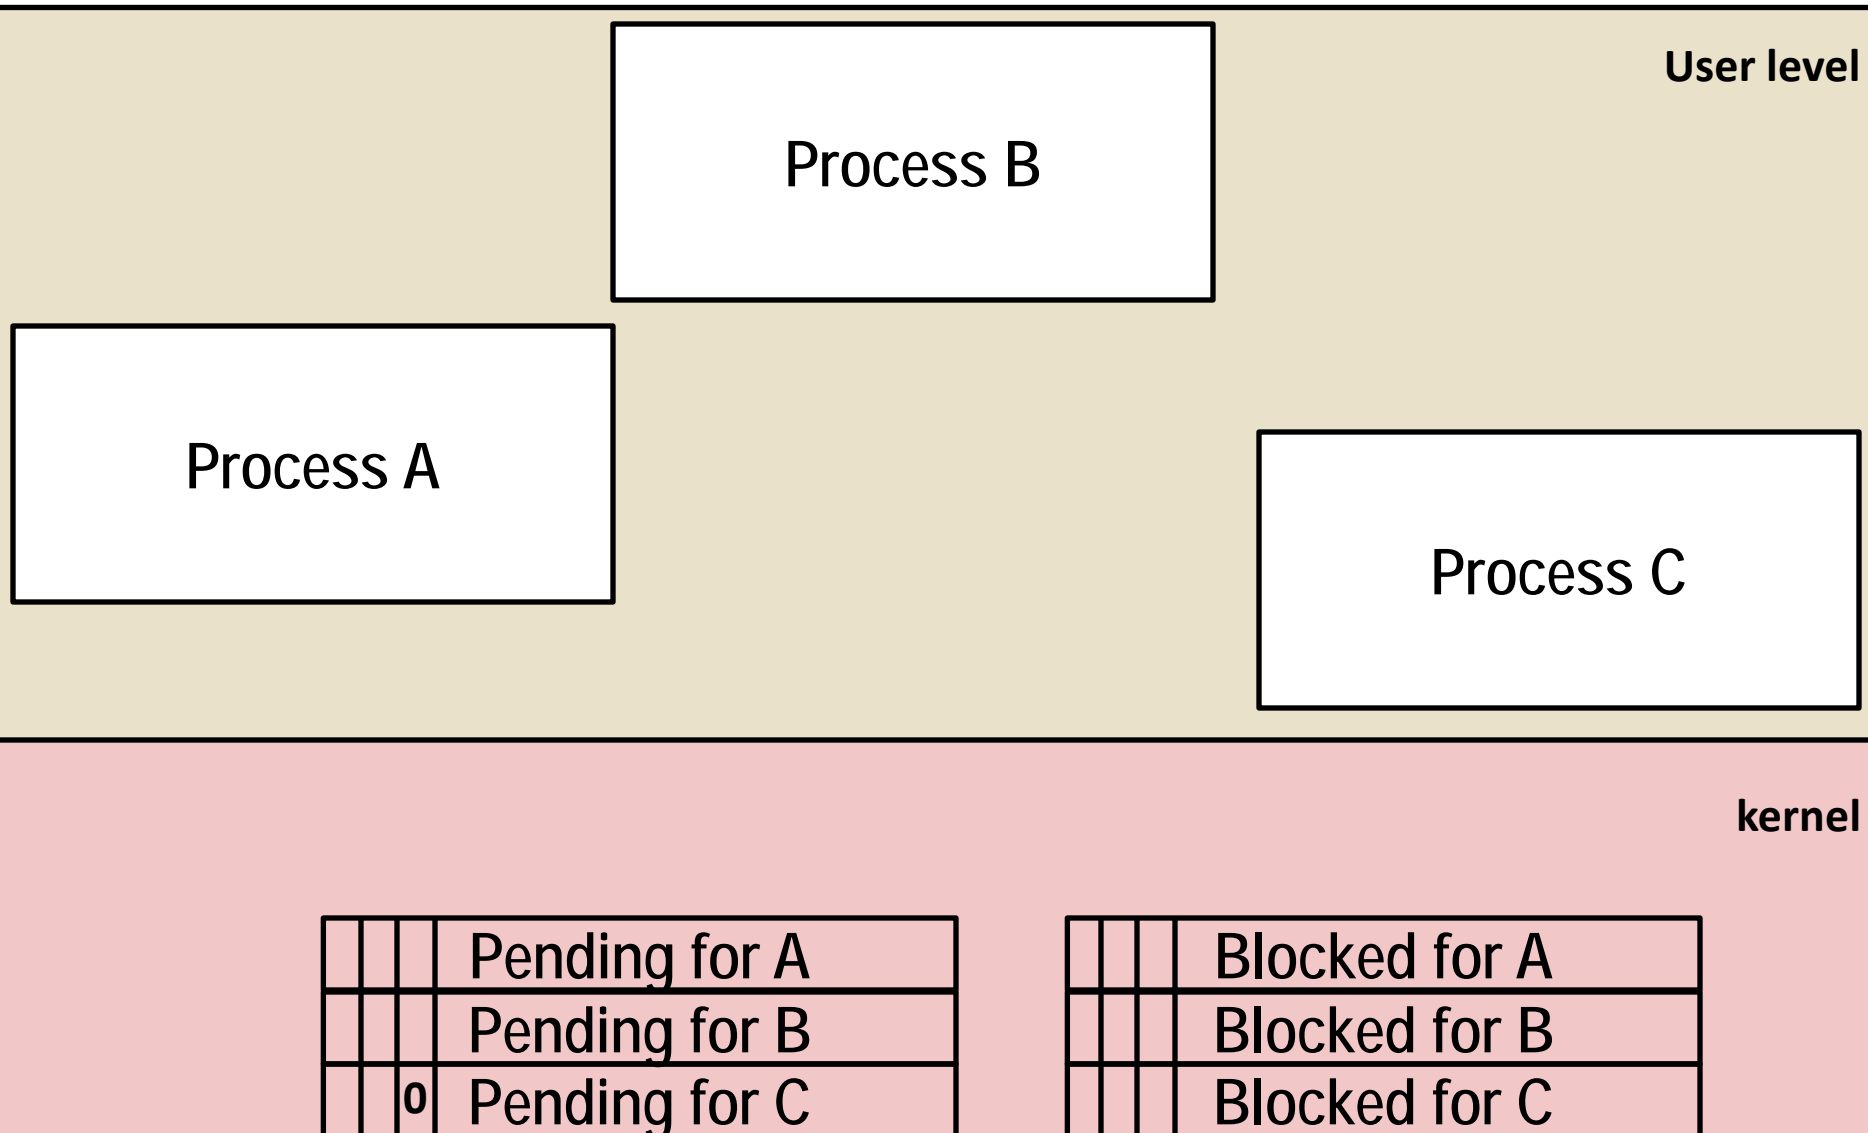 User level
Process B
Process A
Process C
kernel
Pending for A
Blocked for A
Pending for B
Blocked for B
0 Pending for C
Blocked for C